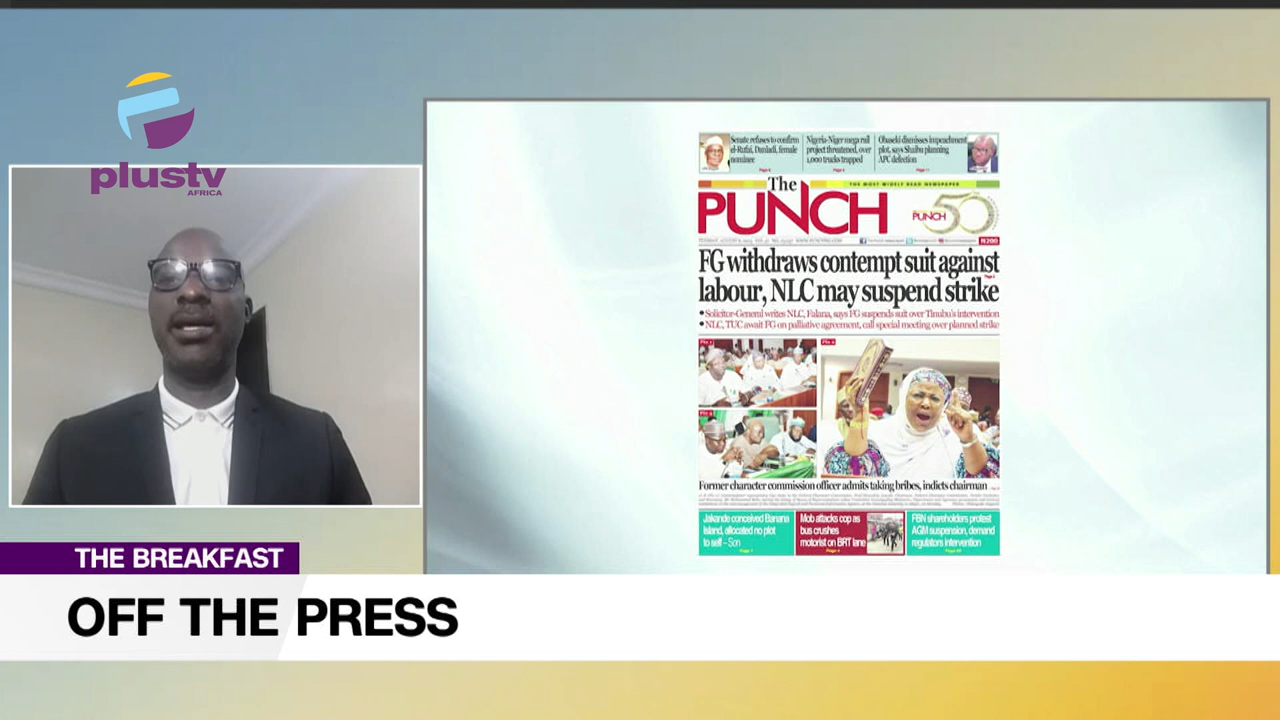 plustv
AFRICA
Senate refuses to confirm
el-Rufai, Danladi, female
nominee
Nigeria-Niger mega rail
project threatened, over
1,000 trucks trapped
Obaseki dismisses impeachment
plot, says Shaibu planning
APC defection
The
PUNCH
THE MOST WIDELY READ NEWSPAPER
PUNCH 50
N200
FG withdraws contempt suit against
labour, NLC may suspend strike
•Solicitor-General writes NLC, Falana, says FG suspends suit over Tinubu's intervention
•NLC, TUC await FG on palliative agreement, call special meeting over planned strike
Former character commission officer admits taking bribes, indicts chairman
Jakande conceived Banana
Island, allocated no plot
to self – Son
Mob attacks cop as
bus crushes
motorist on BRT lane
FBN shareholders protest
AGM suspension, demand
regulators intervention
THE BREAKFAST
OFF THE PRESS